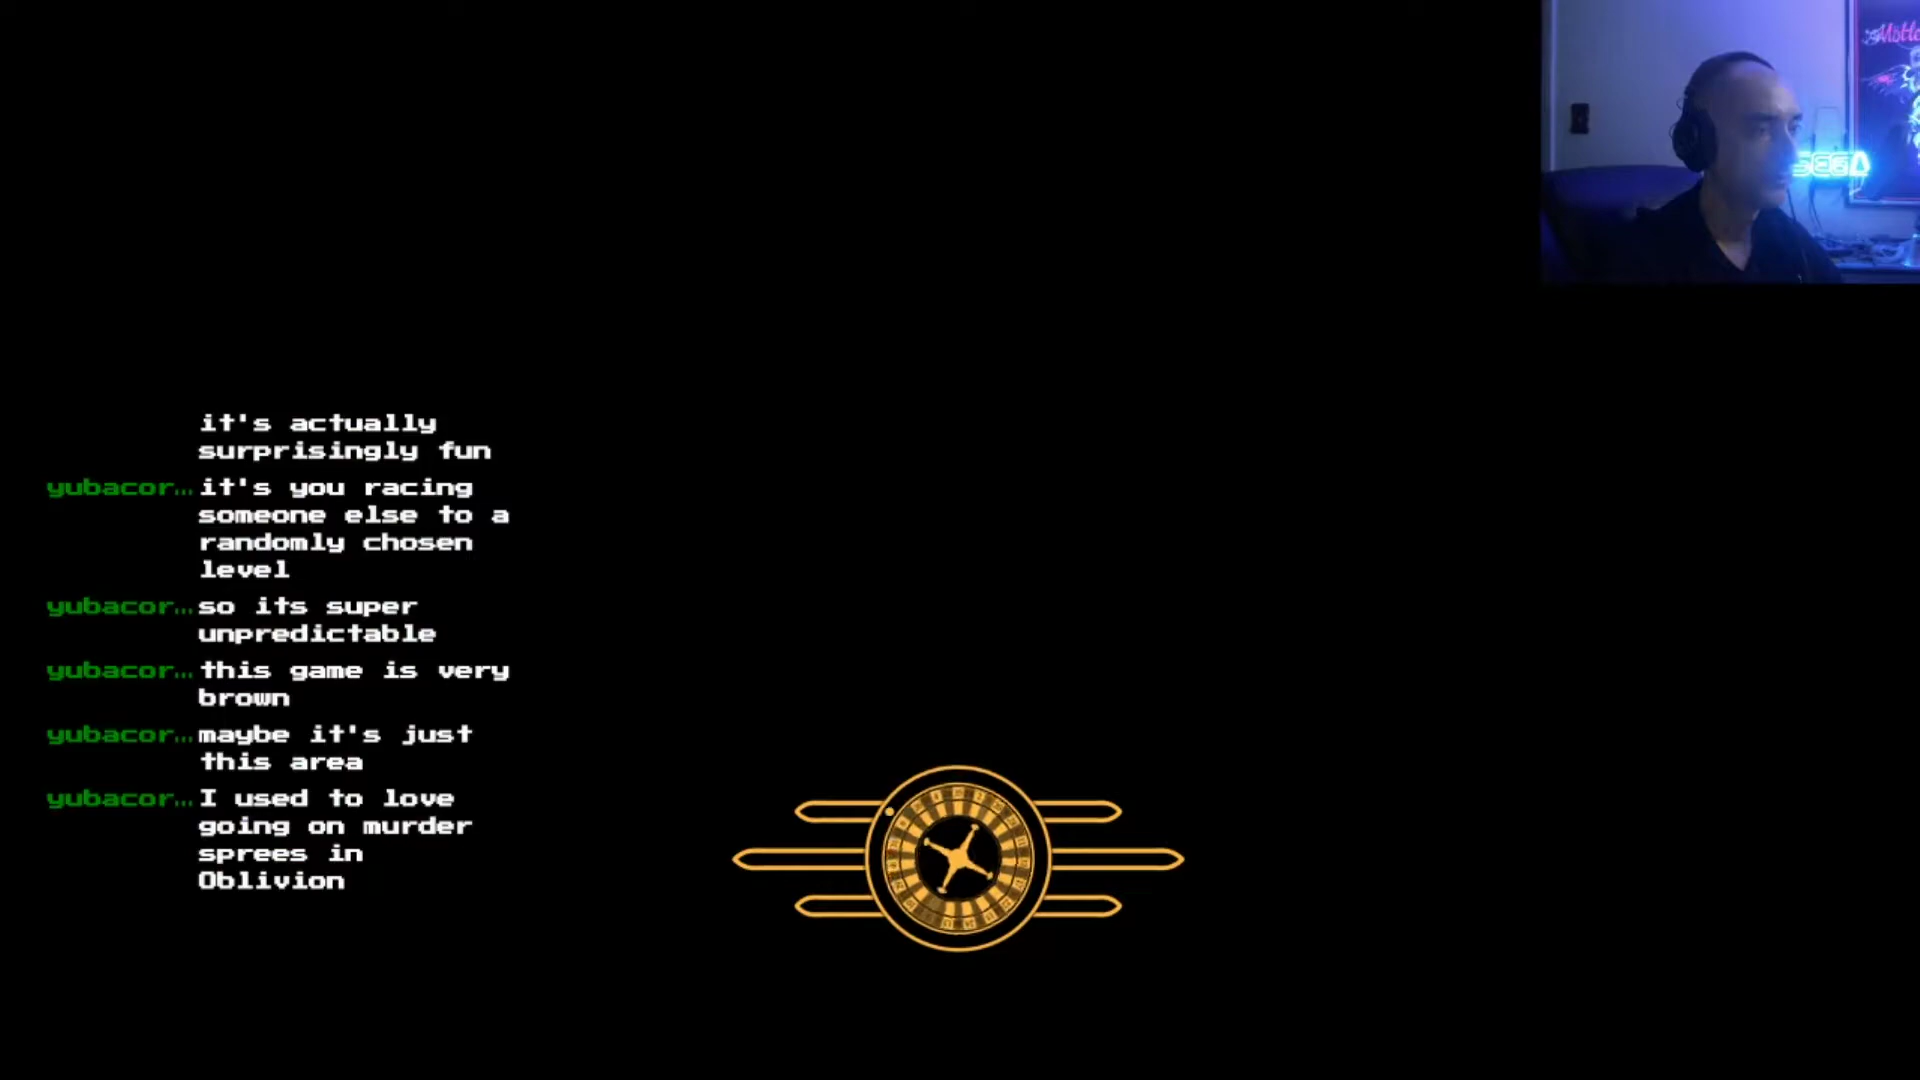 it's actually
surprisingly fun
yubacor... it's you racing
someone else to a
randomly chosen
level
yubacor... so its super
unpredictable
yubacor... this game is very
brown
yubacor... maybe it's just
this area
yubacor... I used to love
going on murder
sprees in
Oblivion
SEGA